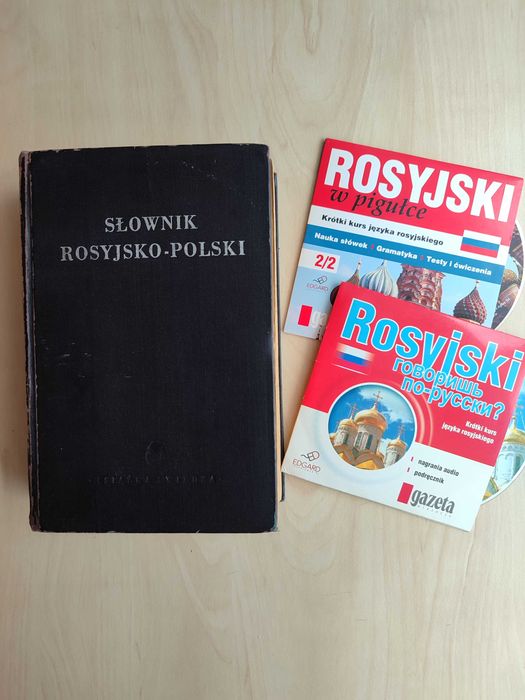 SŁOWNIK
ROSYJSKO-POLSKI
ROSYJSKI
w pigułce
Krótki kurs języka rosyjskiego
Nauka słówek Gramatyka Testy i ćwiczenia
2/2
EDGARD
Rosyjski
говоришь
по-русски?
Krótki kurs
języka rosyjskiego
nagrania audio
podręcznik
EDGARD
gazeta